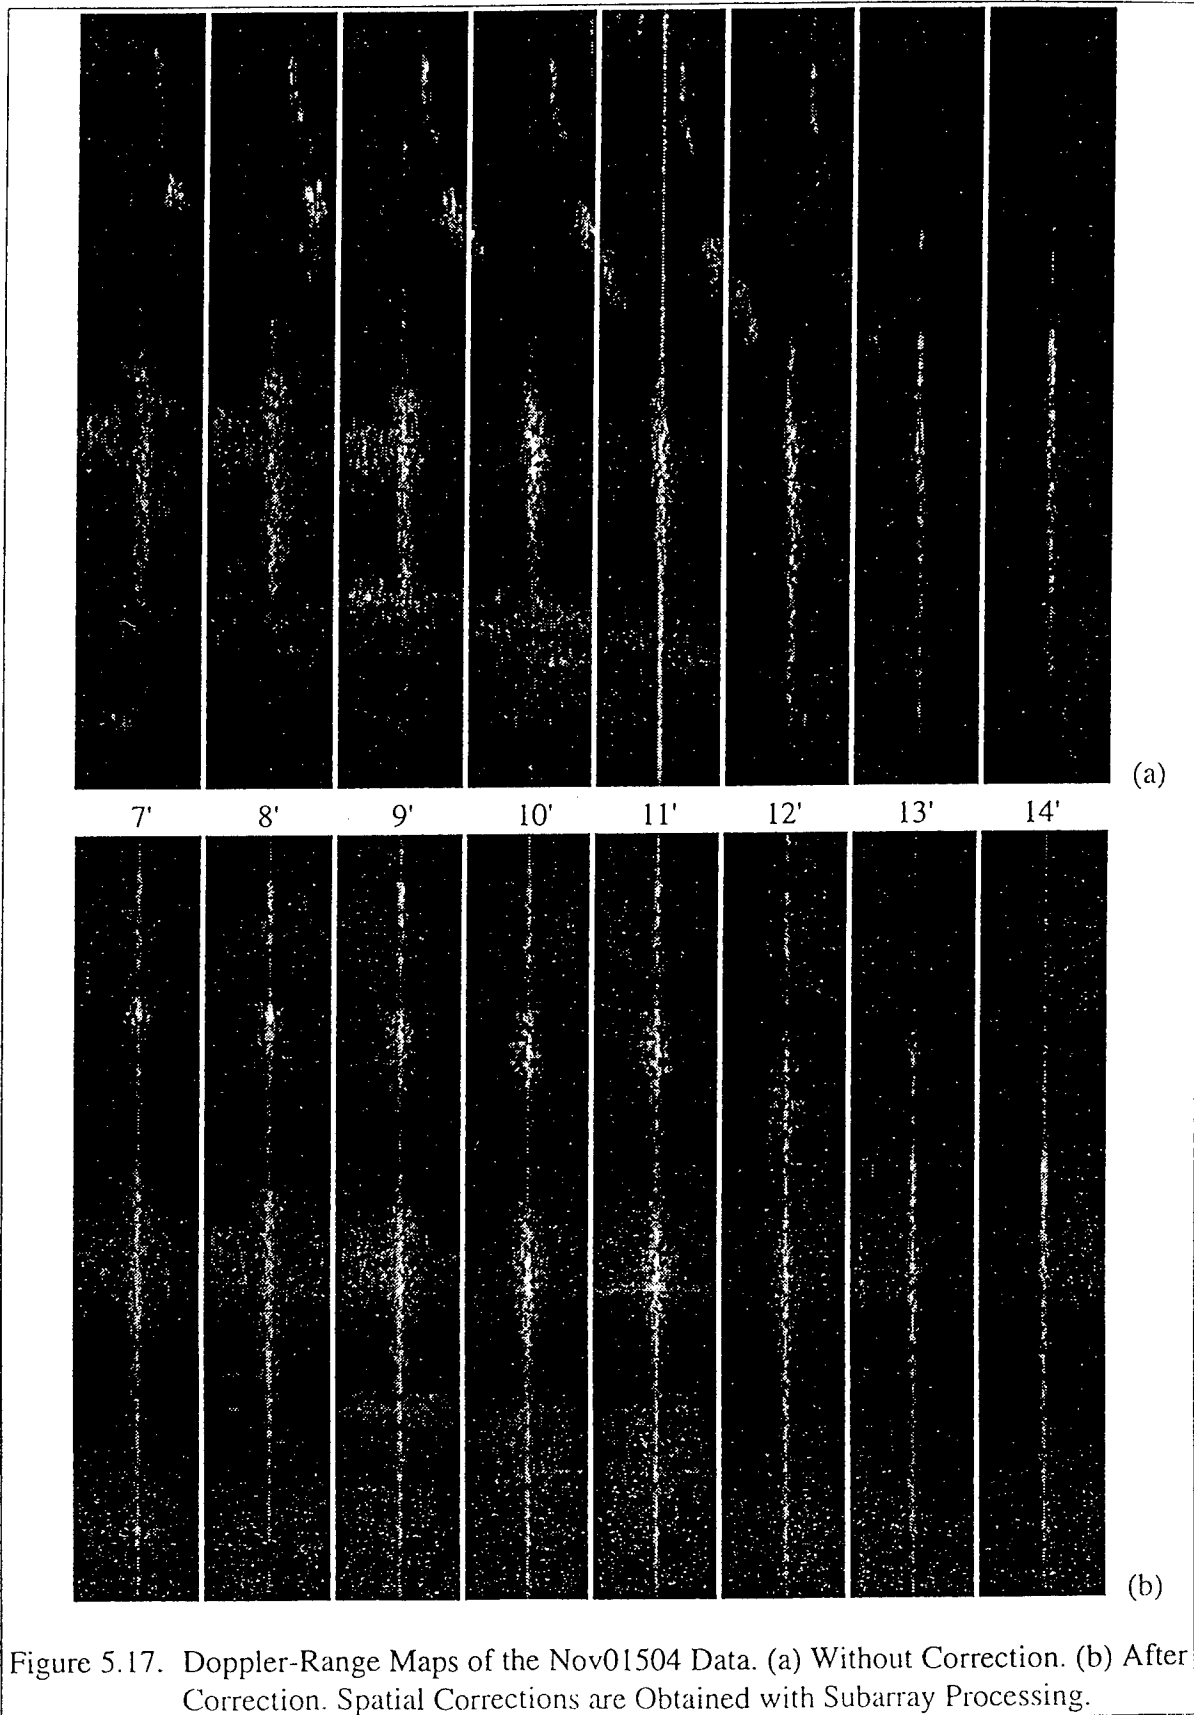 (a)
7' 8' 9' 10' 11' 12' 13' 14'
(b)
Figure 5.17. Doppler-Range Maps of the Nov01504 Data. (a) Without Correction. (b) After
Correction. Spatial Corrections are Obtained with Subarray Processing.